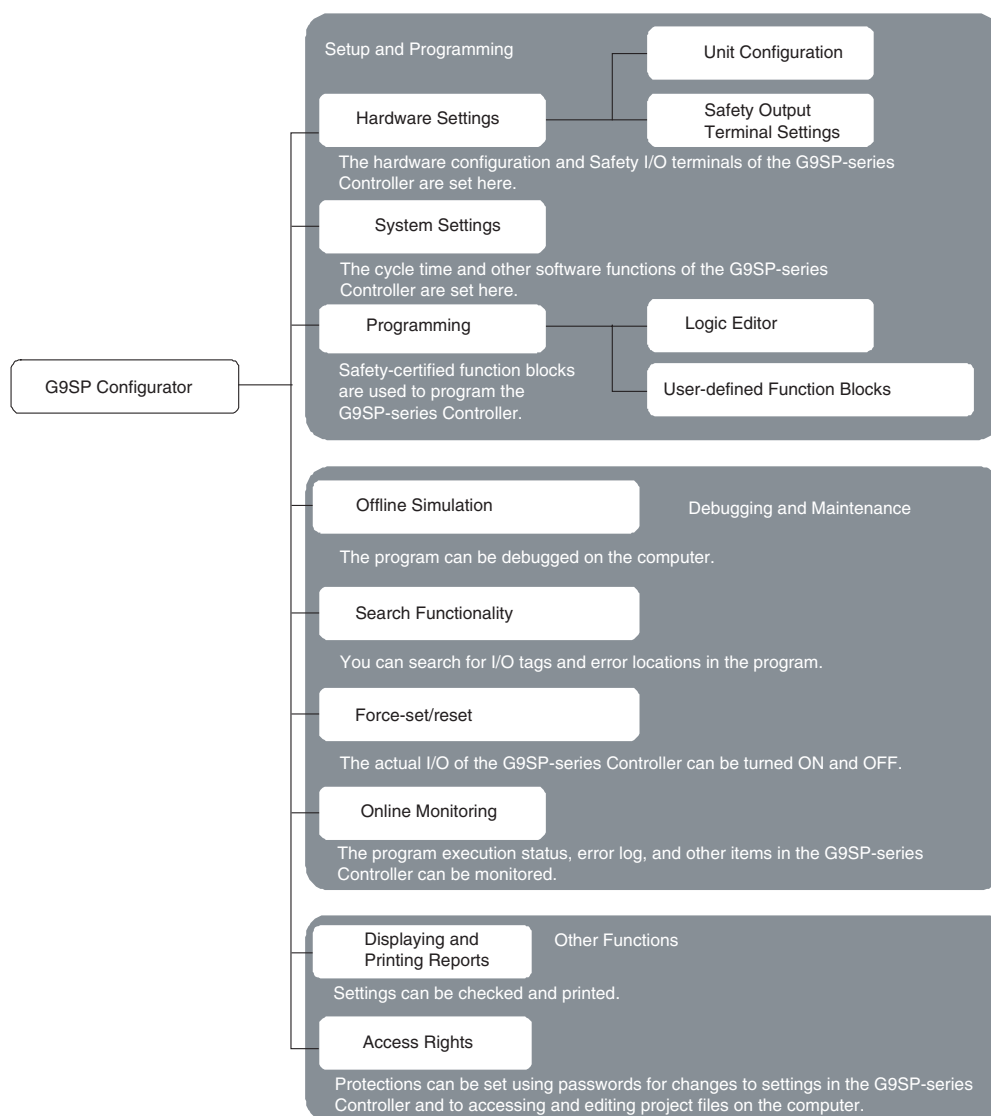 Setup and Programming
Unit Configuration
Hardware Settings
Safety Output
Terminal Settings
The hardware configuration and Safety I/O terminals of the G9SP-series
Controller are set here.
System Settings
The cycle time and other software functions of the G9SP-series
Controller are set here.
Programming
Logic Editor
G9SP Configurator
Safety-certified function blocks
are used to program the
G9SP-series Controller.
User-defined Function Blocks
Offline Simulation
Debugging and Maintenance
The program can be debugged on the computer.
Search Functionality
You can search for I/O tags and error locations in the program.
Force-set/reset
The actual I/O of the G9SP-series Controller can be turned ON and OFF.
Online Monitoring
The program execution status, error log, and other items in the G9SP-series
Controller can be monitored.
Displaying and
Printing Reports
Other Functions
Settings can be checked and printed.
Access Rights
Protections can be set using passwords for changes to settings in the G9SP-series
Controller and to accessing and editing project files on the computer.